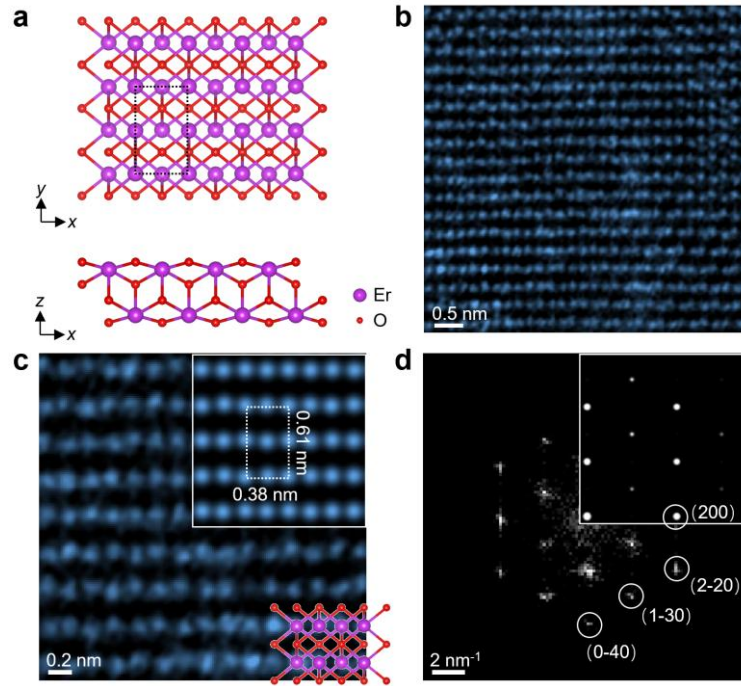 a
y
x
z
x
Er
O
b
0.5 nm
c
0.61 nm
0.38 nm
0.2 nm
d
(200)
(2-20)
(1-30)
(0-40)
2 nm⁻¹